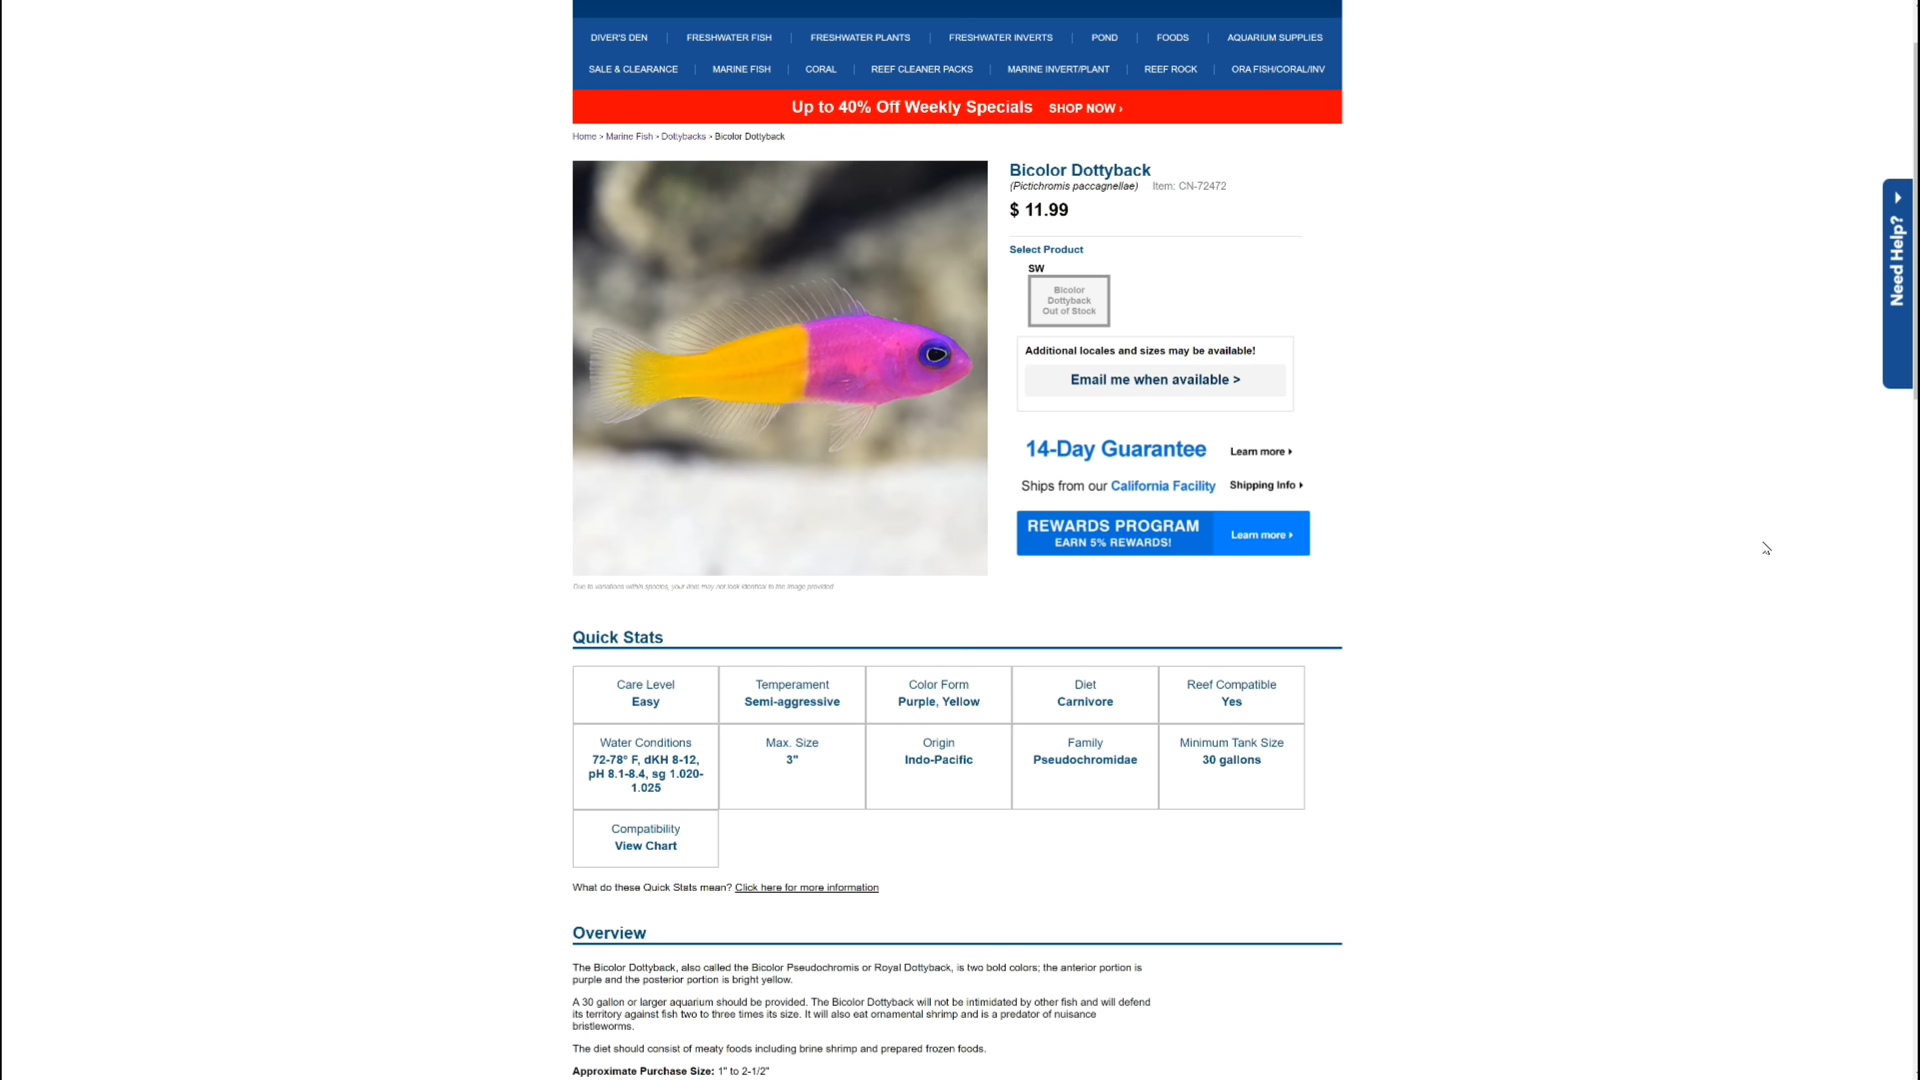 DIVER'S DEN FRESHWATER FISH FRESHWATER PLANTS FRESHWATER INVERTS POND FOODS AQUARIUM SUPPLIES
SALE & CLEARANCE MARINE FISH CORAL REEF CLEANER PACKS MARINE INVERT/PLANT REEF ROCK ORA FISH/CORAL/INV
Up to 40% Off Weekly Specials SHOP NOW ›
Home > Marine Fish > Dottybacks > Bicolor Dottyback
Bicolor Dottyback
(Pictichromis paccagnellae) Item: CN-72472
$ 11.99
Select Product
SW
Bicolor
Dottyback
Out of Stock
Additional locales and sizes may be available!
Email me when available >
14-Day Guarantee Learn more
Ships from our California Facility Shipping Info
REWARDS PROGRAM
EARN 5% REWARDS!
Learn more
Need Help?
Due to variations within species, your item may not look identical to the image provided
Quick Stats
Care Level
Easy
Temperament
Semi-aggressive
Color Form
Purple, Yellow
Diet
Carnivore
Reef Compatible
Yes
Water Conditions
72-78° F, dKH 8-12,
pH 8.1-8.4, sg 1.020-
1.025
Max. Size
3"
Origin
Indo-Pacific
Family
Pseudochromidae
Minimum Tank Size
30 gallons
Compatibility
View Chart
What do these Quick Stats mean? Click here for more information
Overview
The Bicolor Dottyback, also called the Bicolor Pseudochromis or Royal Dottyback, is two bold colors; the anterior portion is
purple and the posterior portion is bright yellow.
A 30 gallon or larger aquarium should be provided. The Bicolor Dottyback will not be intimidated by other fish and will defend
its territory against fish two to three times its size. It will also eat ornamental shrimp and is a predator of nuisance
bristleworms.
The diet should consist of meaty foods including brine shrimp and prepared frozen foods.
Approximate Purchase Size: 1" to 2-1/2"